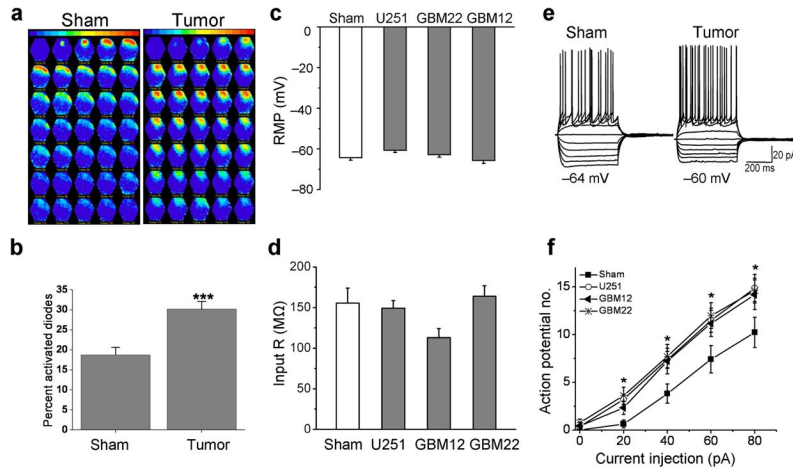 a
Sham
Tumor
b
Percent activated diodes
35
30
25
20
15
10
5
0
***
Sham
Tumor
c
Sham
U251
GBM22
GBM12
RMP (mV)
0
−20
−40
−60
−80
d
Input R (MΩ)
200
150
100
50
0
Sham
U251
GBM12
GBM22
e
Sham
Tumor
−64 mV
−60 mV
20 pA
200 ms
f
Sham
U251
GBM12
GBM22
Action potential no.
15
10
5
0
*
*
*
*
0
20
40
60
80
Current injection (pA)